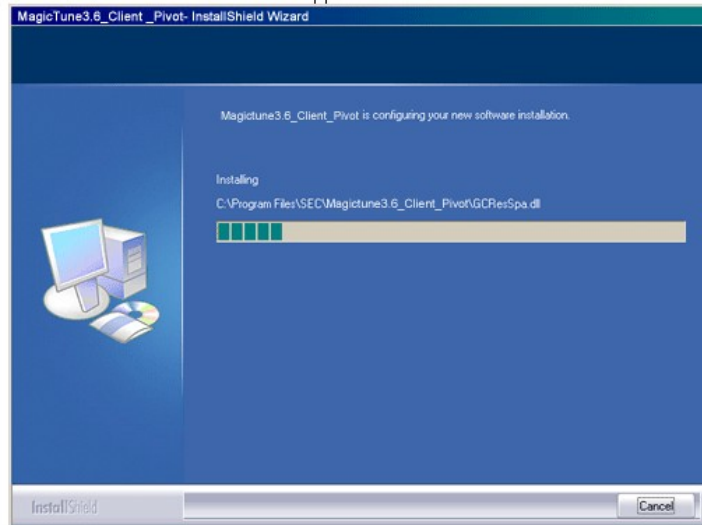 MagicTune3.6_Client _Pivot- InstallShield Wizard
Magictune3.6_Client_Pivot is configuring your new software installation.
Installing
C:\Program Files\SEC\Magictune3.6_Client_Pivot\GCResSpa.dll
InstallShield
Cancel